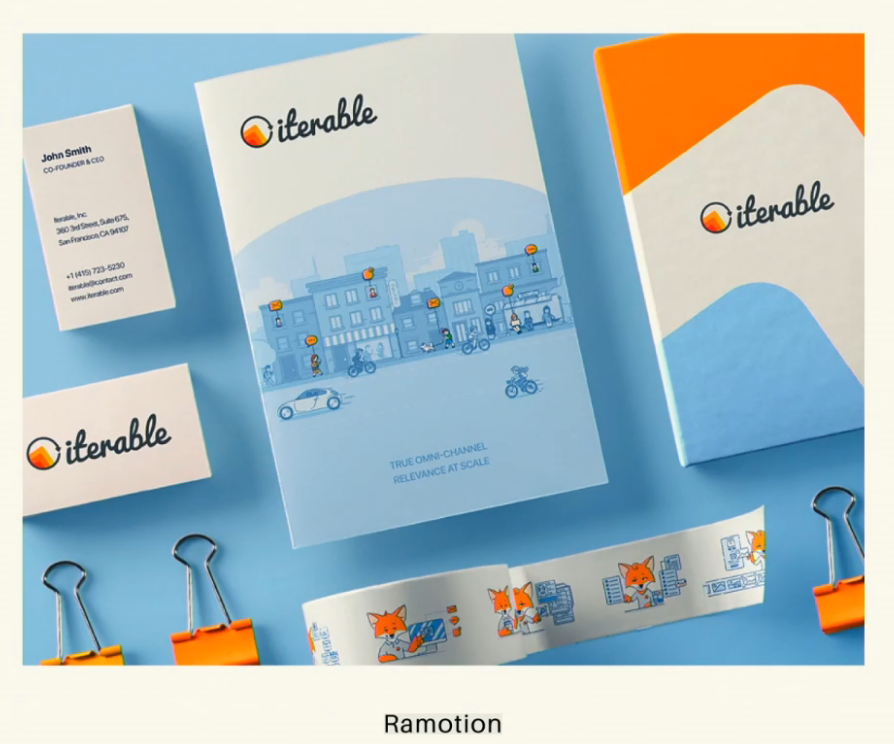 John Smith
CO-FOUNDER & CEO
Iterable, Inc.
360 3rd Street, Suite 675,
San Francisco, CA 94107
+1 (415) 723-5230
iterable@contact.com
www.iterable.com
iterable
TRUE OMNI-CHANNEL
RELEVANCE AT SCALE
iterable
iterable
Ramotion